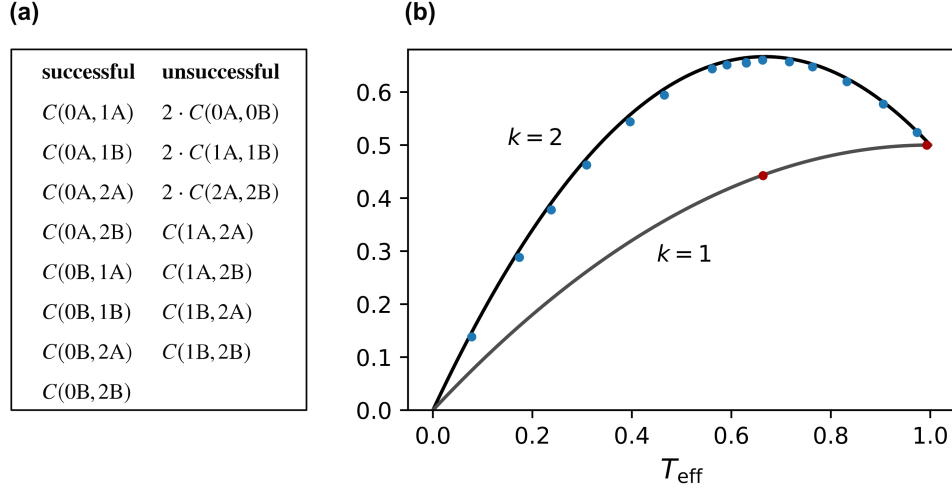 (a)
successful unsuccessful
C(0A, 1A) 2 · C(0A, 0B)
C(0A, 1B) 2 · C(1A, 1B)
C(0A, 2A) 2 · C(2A, 2B)
C(0A, 2B) C(1A, 2A)
C(0B, 1A) C(1A, 2B)
C(0B, 1B) C(1B, 2A)
C(0B, 2A) C(1B, 2B)
C(0B, 2B)
(b)
0.6
0.5
0.4
0.3
0.2
0.1
0.0
k = 2
k = 1
0.0 0.2 0.4 0.6 0.8 1.0
T_eff